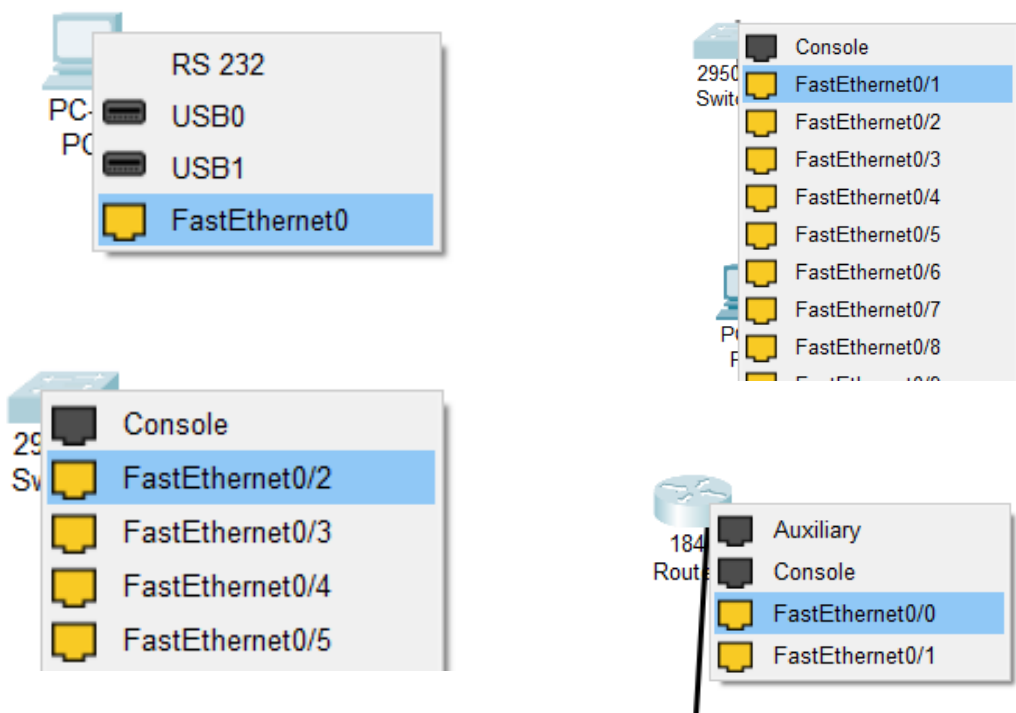 RS 232
USB0
USB1
FastEthernet0
PC-
Console
FastEthernet0/1
FastEthernet0/2
FastEthernet0/3
FastEthernet0/4
FastEthernet0/5
FastEthernet0/6
FastEthernet0/7
FastEthernet0/8
2950
Console
FastEthernet0/2
FastEthernet0/3
FastEthernet0/4
FastEthernet0/5
29
Auxiliary
Console
FastEthernet0/0
FastEthernet0/1
184